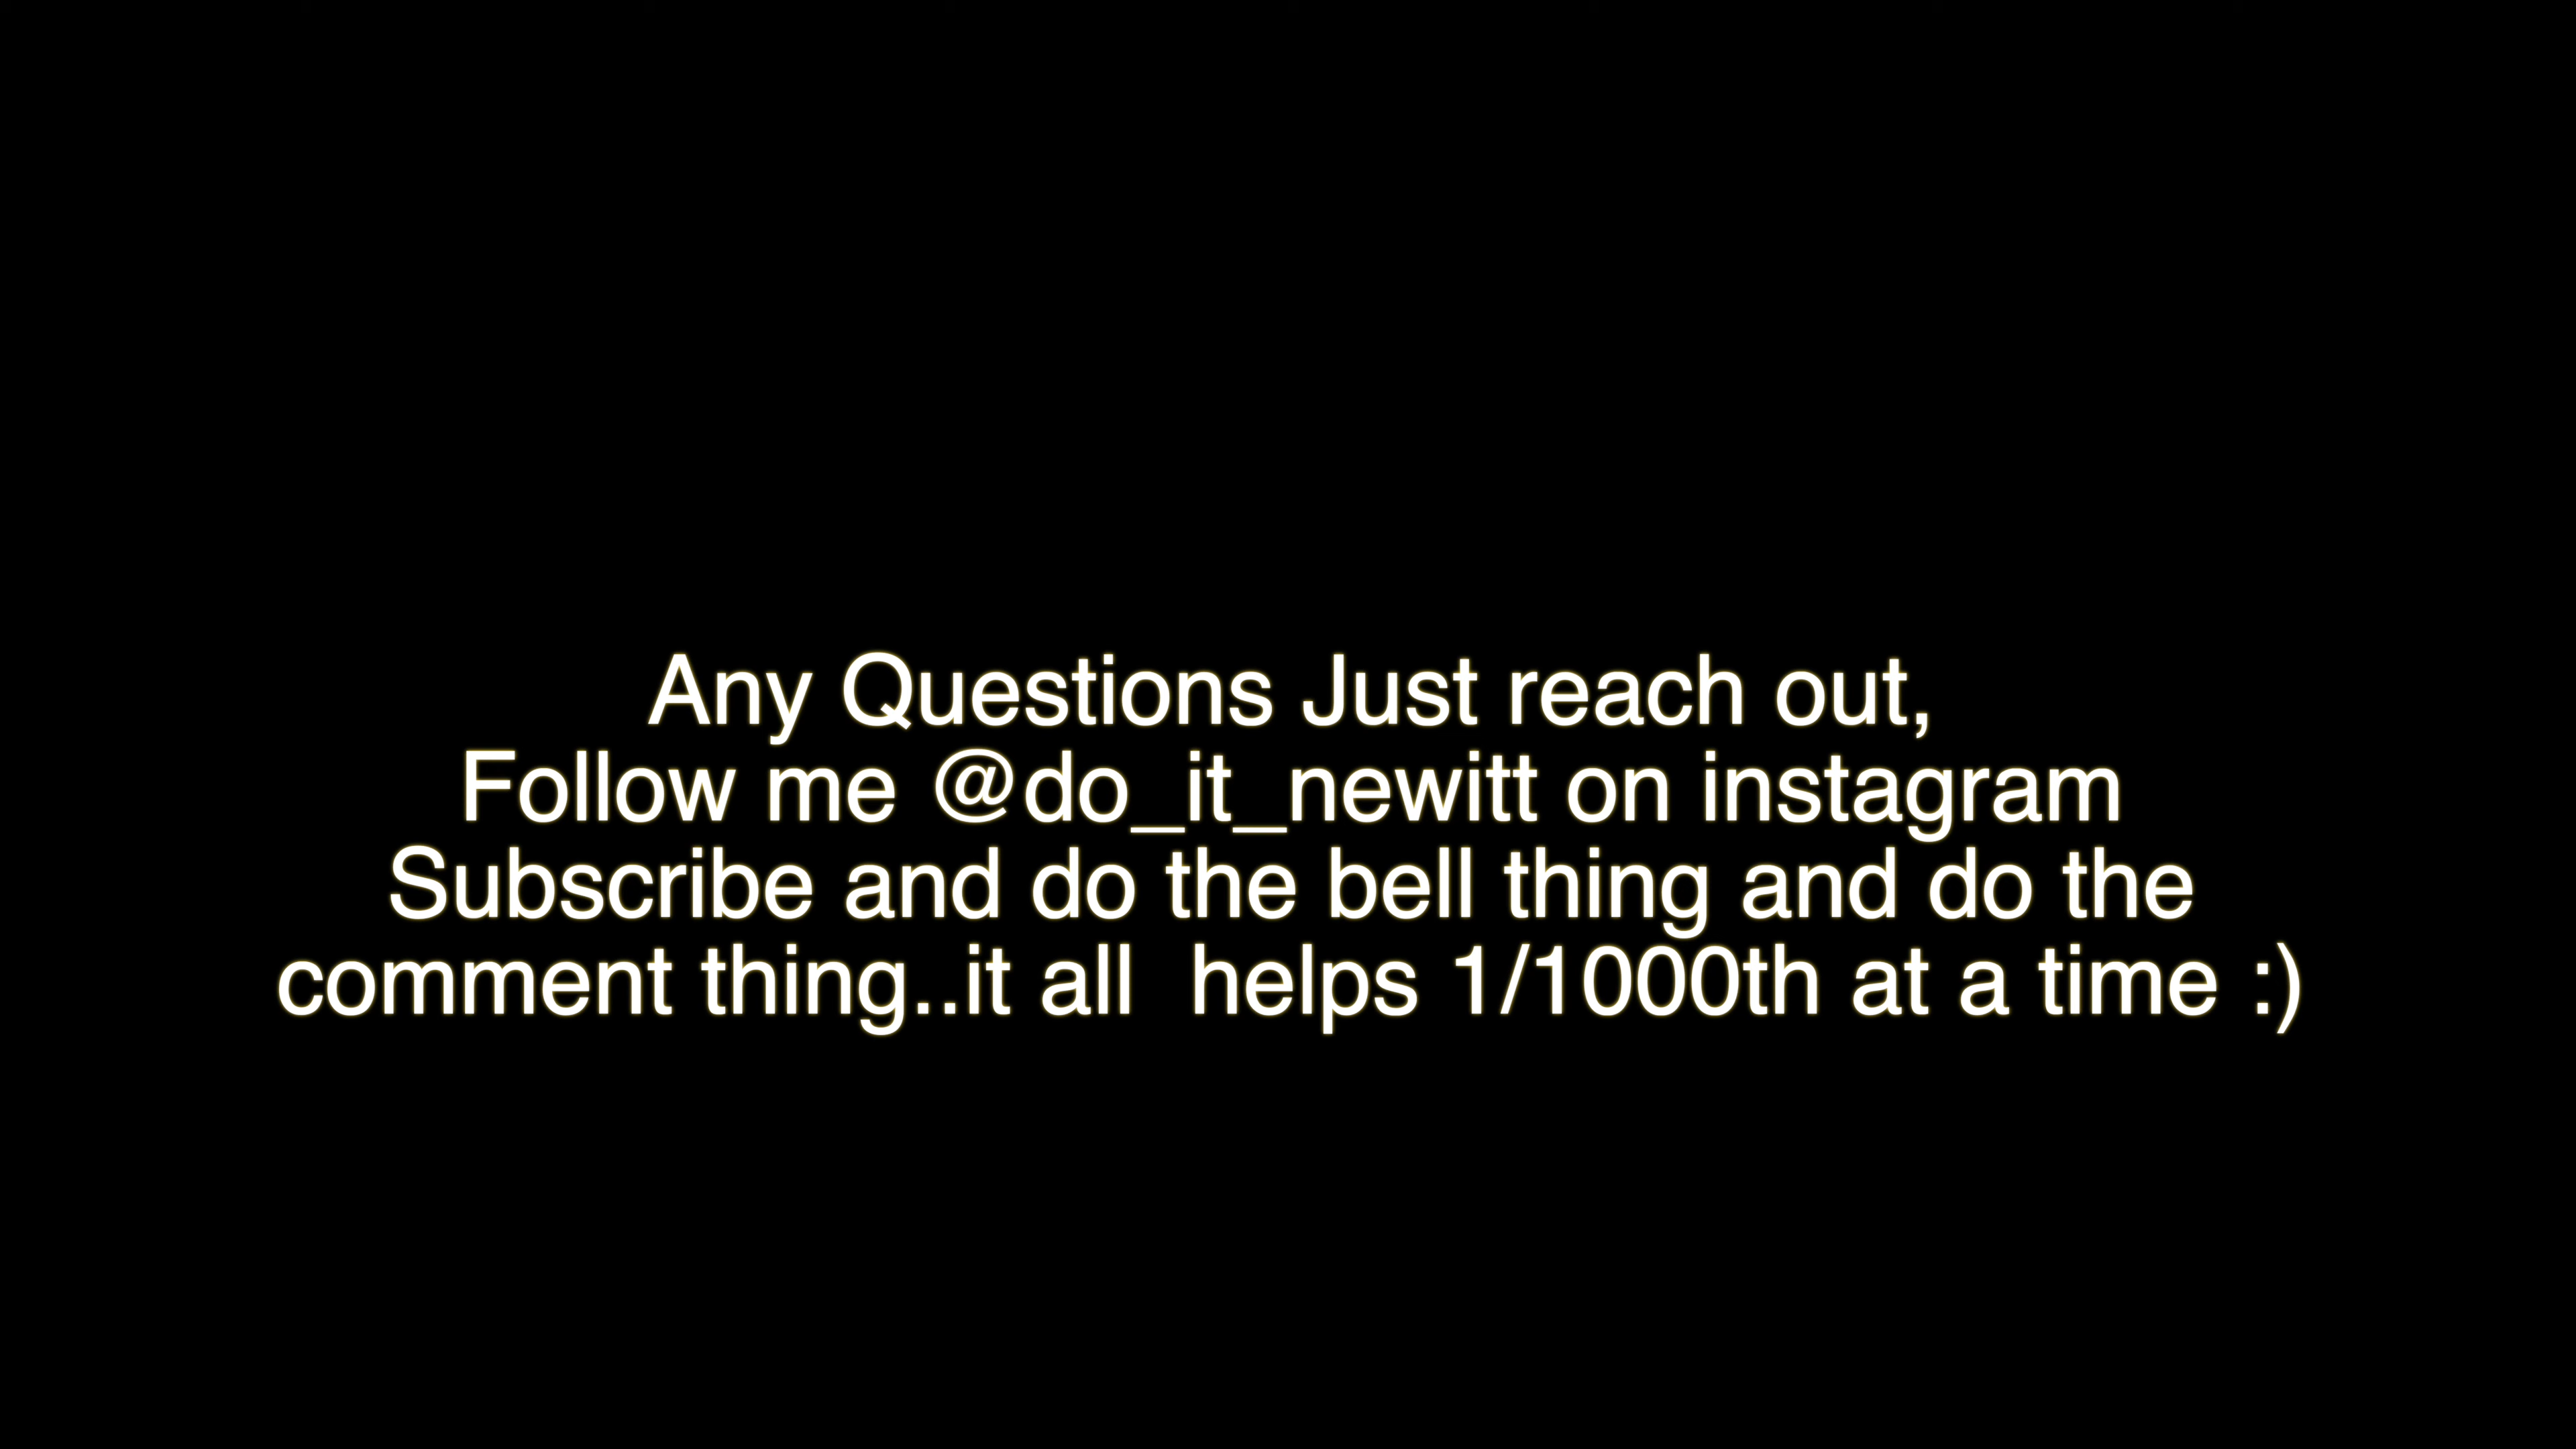 Any Questions Just reach out,
Follow me @do_it_newitt on instagram
Subscribe and do the bell thing and do the
comment thing..it all  helps 1/1000th at a time :)